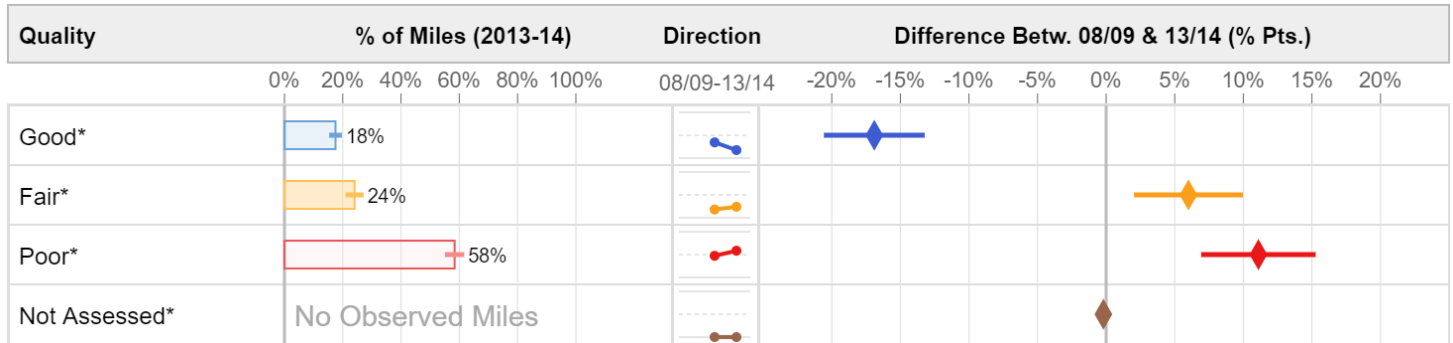 Quality % of Miles (2013-14) Direction Difference Betw. 08/09 & 13/14 (% Pts.)
0% 20% 40% 60% 80% 100% 08/09-13/14 -20% -15% -10% -5% 0% 5% 10% 15% 20%
Good* 18%
Fair* 24%
Poor* 58%
Not Assessed* No Observed Miles